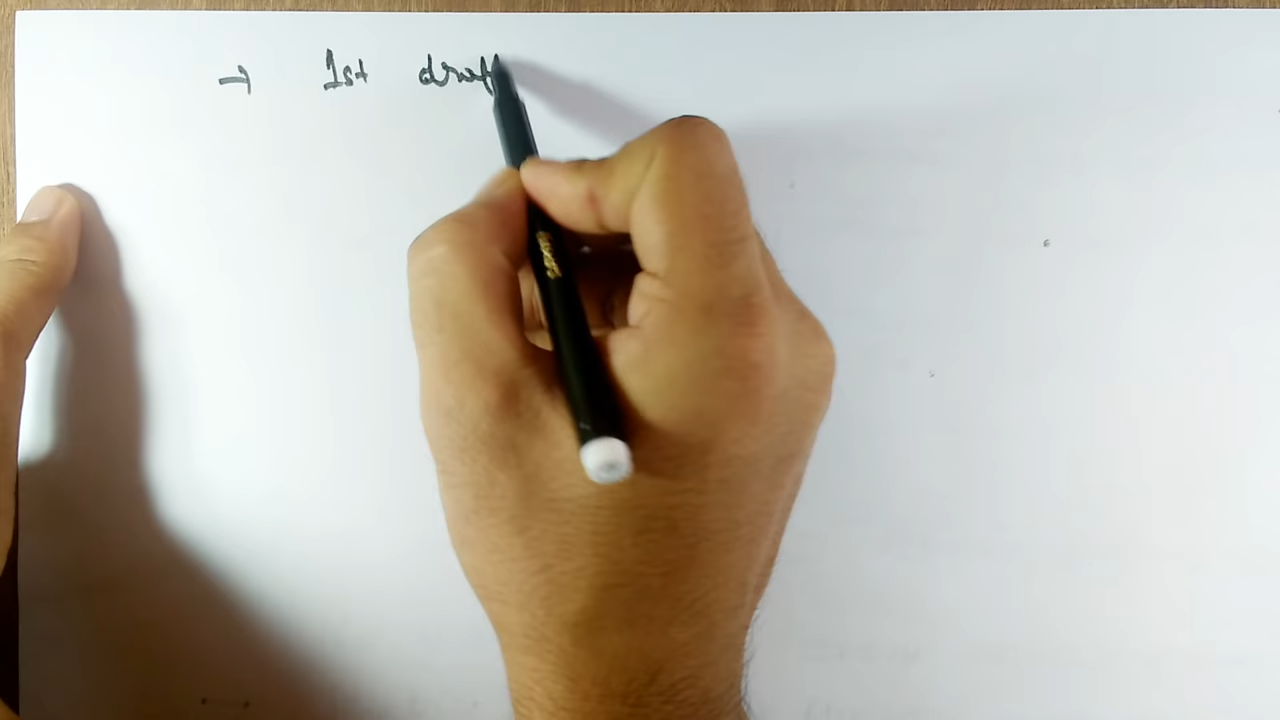 → 1st draf